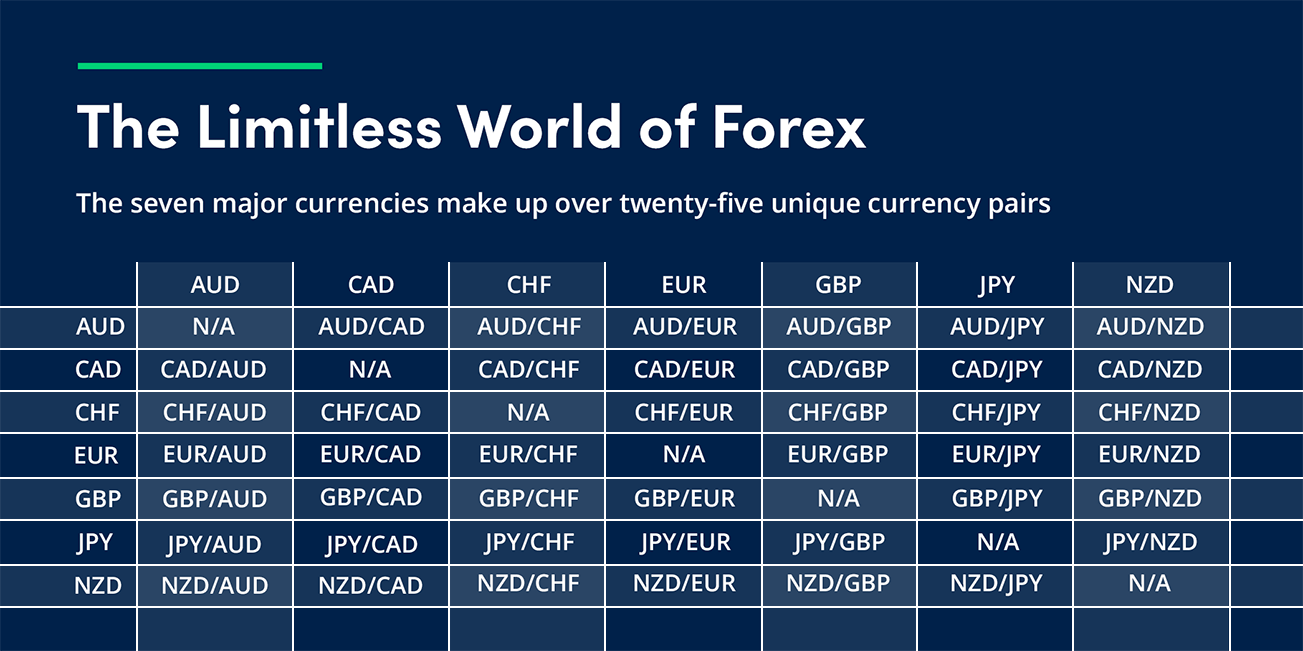 The Limitless World of Forex
The seven major currencies make up over twenty-five unique currency pairs
AUD CAD CHF EUR GBP JPY NZD
AUD N/A AUD/CAD AUD/CHF AUD/EUR AUD/GBP AUD/JPY AUD/NZD
CAD CAD/AUD N/A CAD/CHF CAD/EUR CAD/GBP CAD/JPY CAD/NZD
CHF CHF/AUD CHF/CAD N/A CHF/EUR CHF/GBP CHF/JPY CHF/NZD
EUR EUR/AUD EUR/CAD EUR/CHF N/A EUR/GBP EUR/JPY EUR/NZD
GBP GBP/AUD GBP/CAD GBP/CHF GBP/EUR N/A GBP/JPY GBP/NZD
JPY JPY/AUD JPY/CAD JPY/CHF JPY/EUR JPY/GBP N/A JPY/NZD
NZD NZD/AUD NZD/CAD NZD/CHF NZD/EUR NZD/GBP NZD/JPY N/A